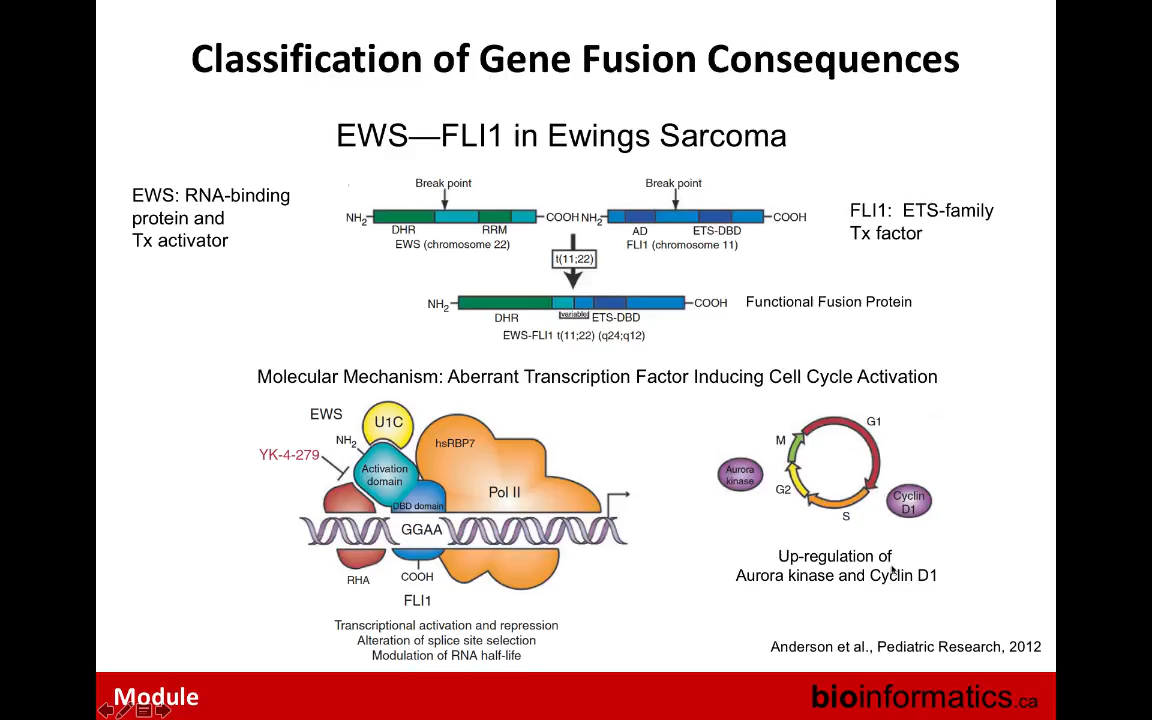 Classification of Gene Fusion Consequences
EWS—FLI1 in Ewings Sarcoma
EWS: RNA-binding
protein and
Tx activator
Break point
Break point
NH2
COOH
NH2
COOH
DHR
RRM
EWS (chromosome 22)
AD
ETS-DBD
FLI1 (chromosome 11)
FLI1: ETS-family
Tx factor
t(11;22)
NH2
COOH
DHR
variable
ETS-DBD
EWS-FLI1 t(11;22) (q24;q12)
Functional Fusion Protein
Molecular Mechanism: Aberrant Transcription Factor Inducing Cell Cycle Activation
EWS
U1C
NH2
YK-4-279
Activation
domain
hsRBP7
Pol II
DBD domain
GGAA
RHA
COOH
FLI1
Transcriptional activation and repression
Alteration of splice site selection
Modulation of RNA half-life
G1
M
Aurora
kinase
G2
S
Cyclin
D1
Up-regulation of
Aurora kinase and Cyclin D1
Anderson et al., Pediatric Research, 2012
Module
bioinformatics.ca